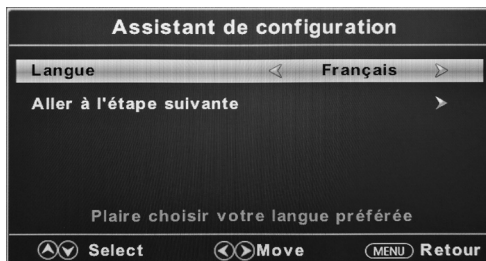 Assistant de configuration
Langue Français
Aller à l'étape suivante
Plaire choisir votre langue préférée
Select Move MENU Retour